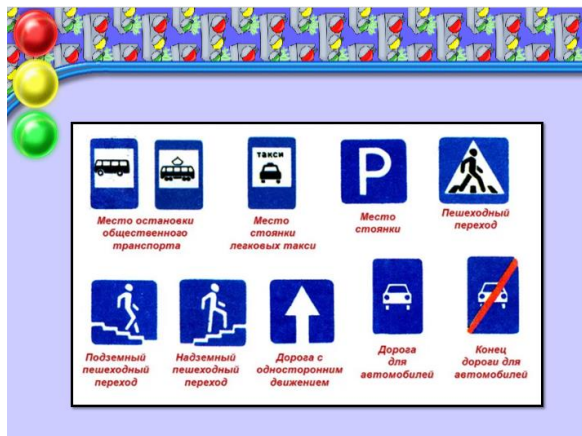 такси
P
Место остановки
общественного
транспорта
Место
стоянки
легковых такси
Место
стоянки
Пешеходный
переход
Подземный
пешеходный
переход
Надземный
пешеходный
переход
Дорога с
односторонним
движением
Дорога
для
автомобилей
Конец
дороги для
автомобилей